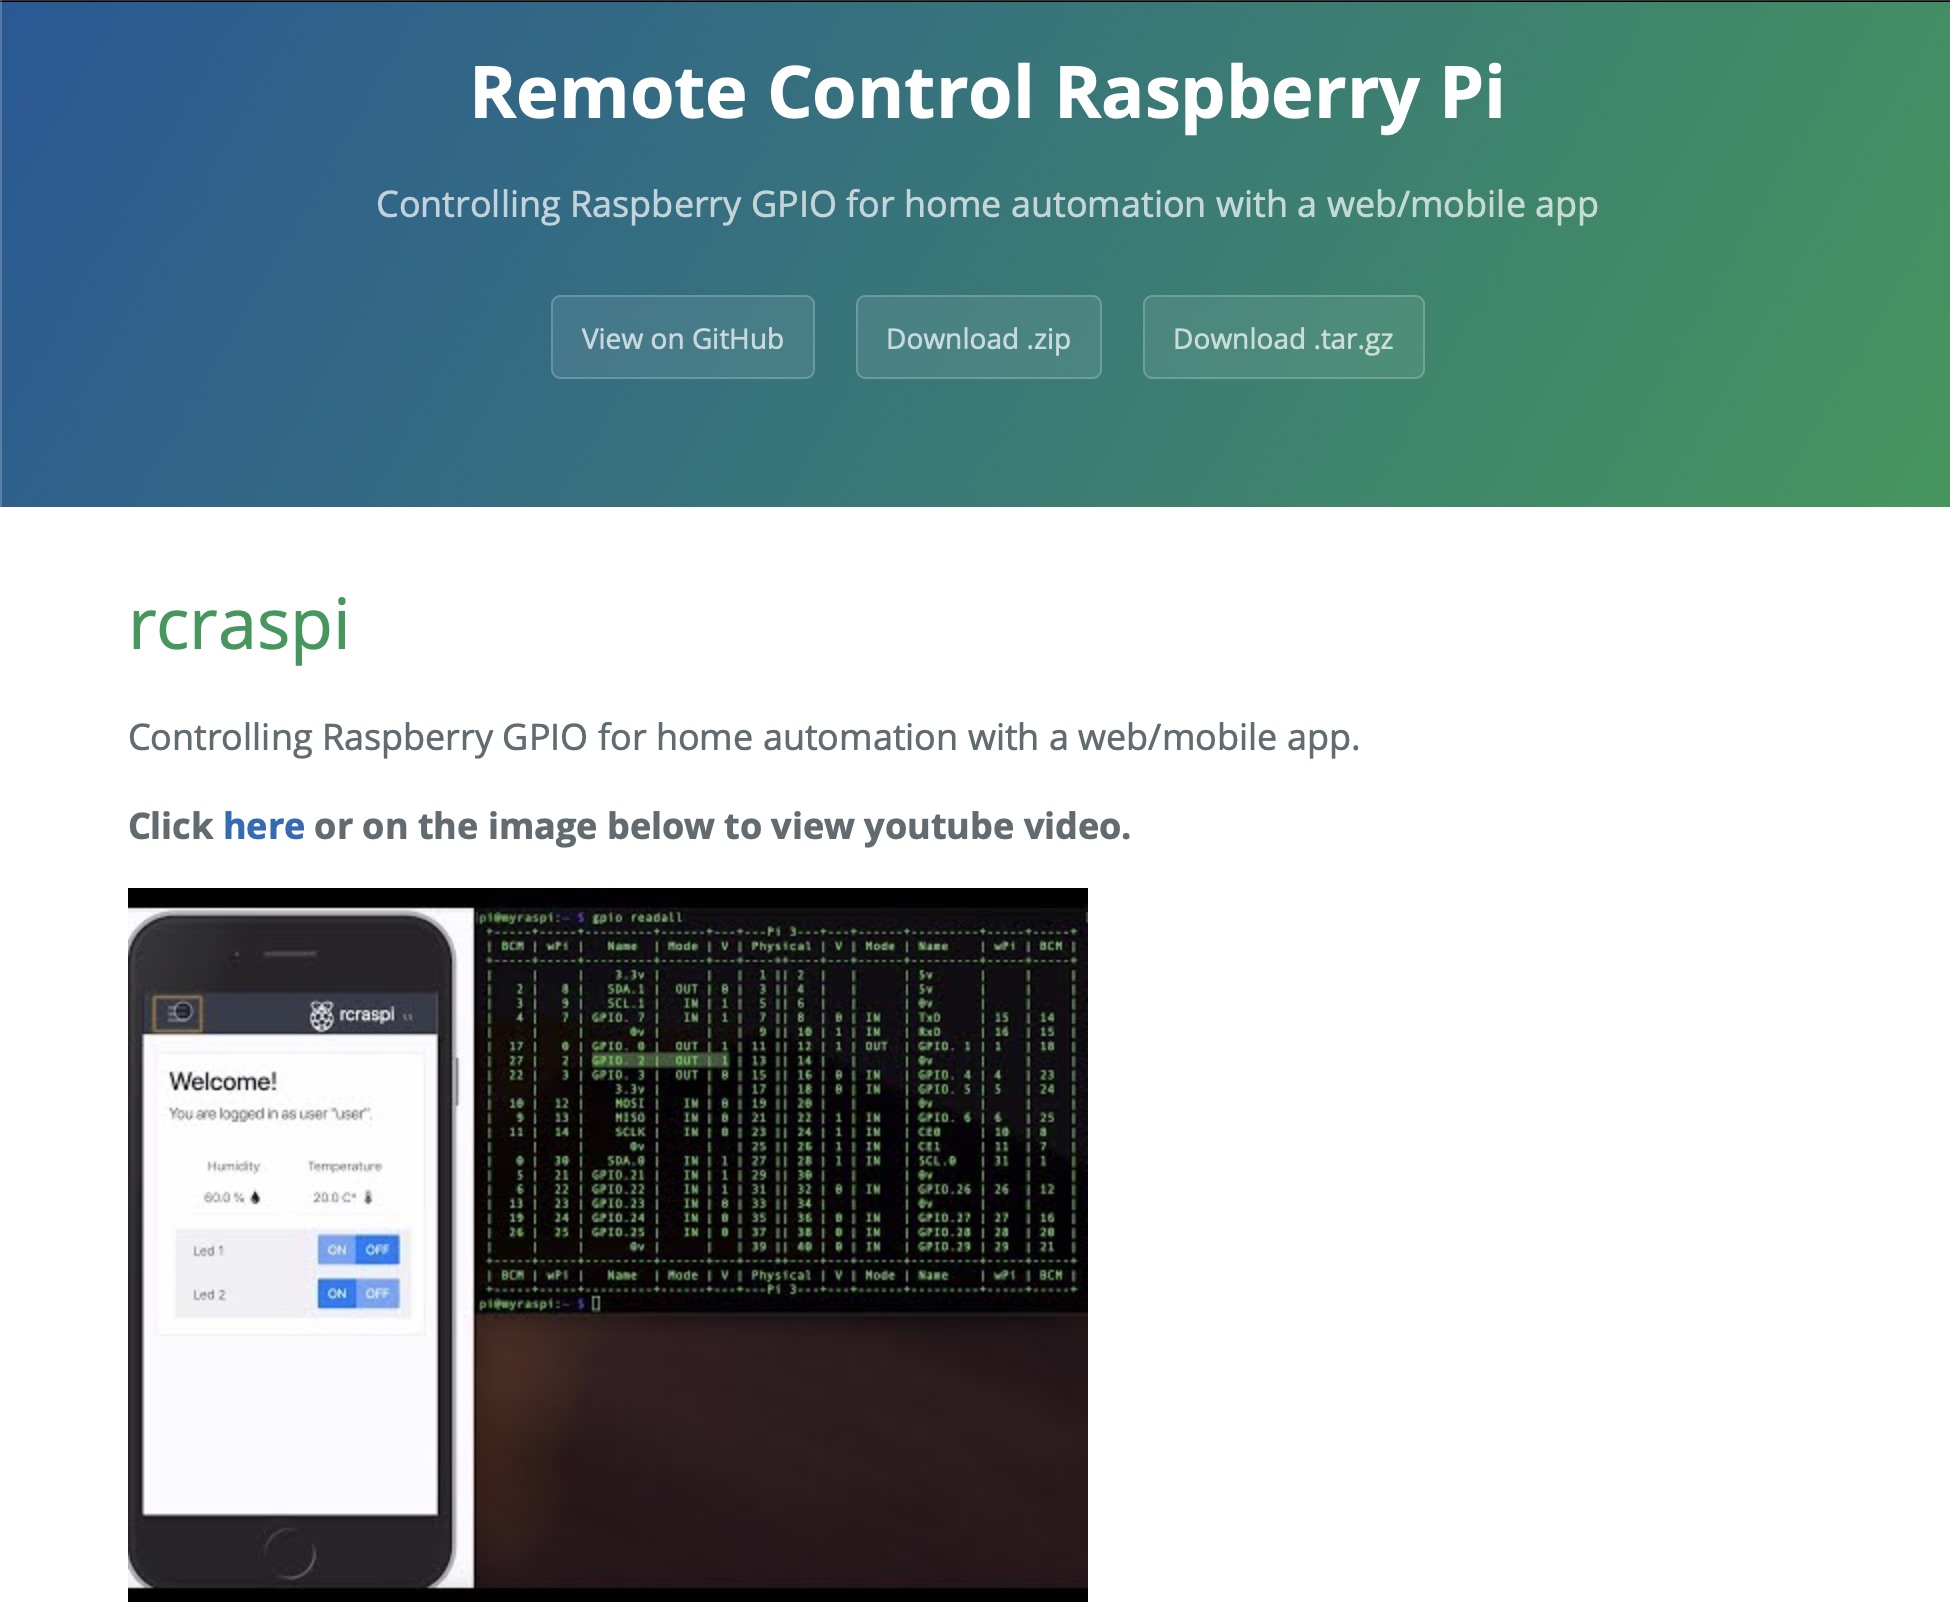 Remote Control Raspberry Pi
Controlling Raspberry GPIO for home automation with a web/mobile app
View on GitHub
Download .zip
Download .tar.gz
rcraspi
Controlling Raspberry GPIO for home automation with a web/mobile app.
Click here or on the image below to view youtube video.
rcraspi
Welcome!
You are logged in as user "user".
Humidity Temperature
60.0 % 20.0 C°
Led 1 ON OFF
Led 2 ON OFF
pi@myraspi:~ $ gpio readall
+-----+-----+---------+------+---+---Pi 3---+---+------+---------+-----+-----+
| BCM | wPi | Name | Mode | V | Physical | V | Mode | Name | wPi | BCM |
| | | 3.3v | | | 1 || 2 | | | 5v | | |
| 2 | 8 | SDA.1 | OUT | 0 | 3 || 4 | | | 5v | | |
| 3 | 9 | SCL.1 | IN | 1 | 5 || 6 | | | 0v | | |
| 4 | 7 | GPIO. 7 | IN | 1 | 7 || 8 | 0 | IN | TxD | 15 | 14 |
| | | 0v | | | 9 || 10 | 1 | IN | RxD | 16 | 15 |
| 17 | 0 | GPIO. 0 | OUT | 1 | 11 || 12 | 1 | OUT | GPIO. 1 | 1 | 18 |
| 27 | 2 | GPIO. 2 | OUT | 1 | 13 || 14 | | | 0v | | |
| 22 | 3 | GPIO. 3 | OUT | 0 | 15 || 16 | 0 | IN | GPIO. 4 | 4 | 23 |
| | | 3.3v | | | 17 || 18 | 0 | IN | GPIO. 5 | 5 | 24 |
| 10 | 12 | MOSI | IN | 0 | 19 || 20 | | | 0v | | |
| 9 | 13 | MISO | IN | 0 | 21 || 22 | 1 | IN | GPIO. 6 | 6 | 25 |
| 11 | 14 | SCLK | IN | 0 | 23 || 24 | 1 | IN | CE0 | 10 | 8 |
| | | 0v | | | 25 || 26 | 1 | IN | CE1 | 11 | 7 |
| 0 | 30 | SDA.0 | IN | 1 | 27 || 28 | 1 | IN | SCL.0 | 31 | 1 |
| 5 | 21 | GPIO.21 | IN | 1 | 29 || 30 | | | 0v | | |
| 6 | 22 | GPIO.22 | IN | 1 | 31 || 32 | 0 | IN | GPIO.26 | 26 | 12 |
| 13 | 23 | GPIO.23 | IN | 0 | 33 || 34 | | | 0v | | |
| 19 | 24 | GPIO.24 | IN | 0 | 35 || 36 | 0 | IN | GPIO.27 | 27 | 16 |
| 26 | 25 | GPIO.25 | IN | 0 | 37 || 38 | 0 | IN | GPIO.28 | 28 | 20 |
| | | 0v | | | 39 || 40 | 0 | IN | GPIO.29 | 29 | 21 |
| BCM | wPi | Name | Mode | V | Physical | V | Mode | Name | wPi | BCM |
+-----+-----+---------+------+---+---Pi 3---+---+------+---------+-----+-----+
pi@myraspi:~ $